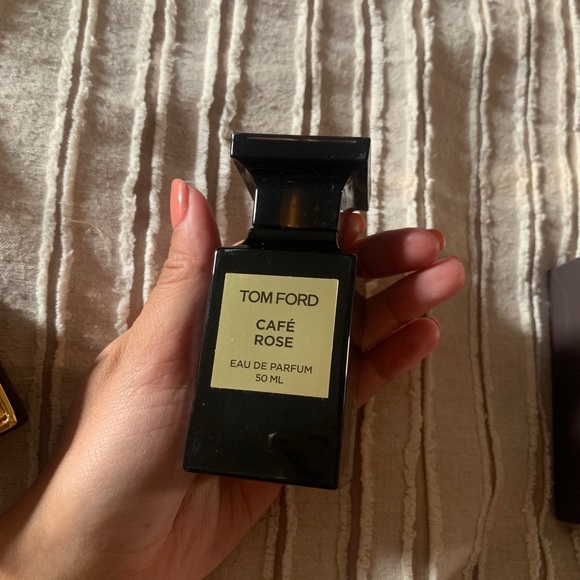 TOM FORD
CAFÉ
ROSE
EAU DE PARFUM
50 ML